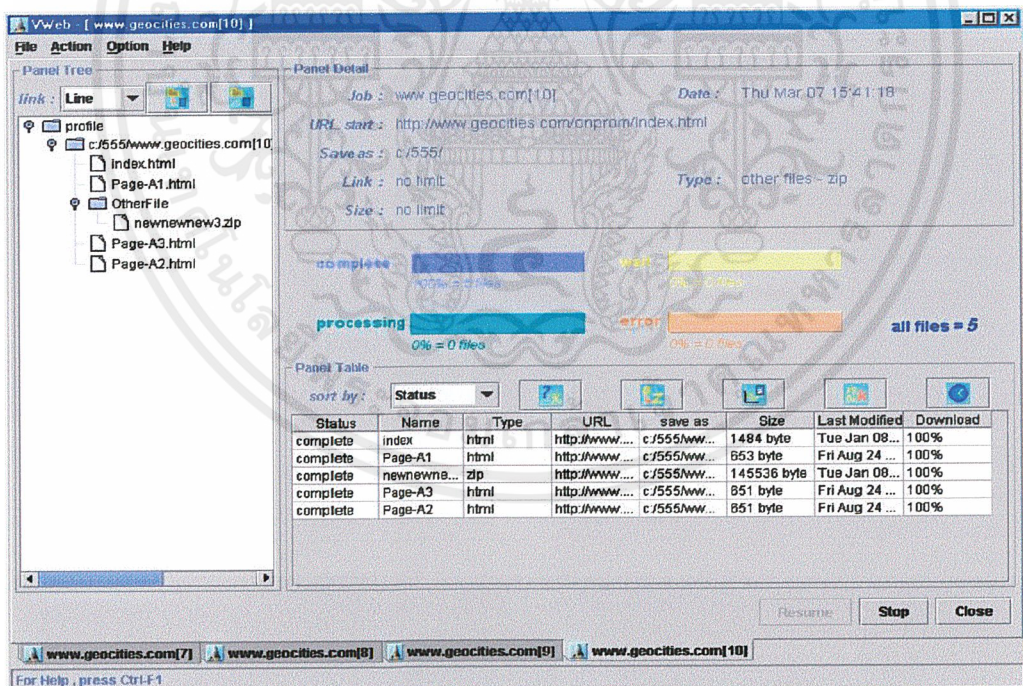 VWeb - [ www.geocities.com[10] ]
File Action Option Help
Panel Tree
link : Line
profile
c:/555/www.geocities.com[10
index.html
Page-A1.html
OtherFile
newnewnew3.zip
Page-A3.html
Page-A2.html
Panel Detail
Job : www.geocities.com[10] Date : Thu Mar 07 15:41:18
URL start : http://www.geocities.com/onprom/index.html
Save as : c:/555/
Link : no limit Type : other files - zip
Size : no limit
complete wait
100% = 5 files 0% = 0 files
processing error all files = 5
0% = 0 files 0% = 0 files
Panel Table
sort by : Status
Status Name Type URL save as Size Last Modified Download
complete index html http://www.... c:/555/ww... 1484 byte Tue Jan 08... 100%
complete Page-A1 html http://www.... c:/555/ww... 653 byte Fri Aug 24 ... 100%
complete newnewne... zip http://www.... c:/555/ww... 145536 byte Tue Jan 08... 100%
complete Page-A3 html http://www.... c:/555/ww... 651 byte Fri Aug 24 ... 100%
complete Page-A2 html http://www.... c:/555/ww... 651 byte Fri Aug 24 ... 100%
Resume Stop Close
www.geocities.com[7] www.geocities.com[8] www.geocities.com[9] www.geocities.com[10]
For Help , press Ctrl-F1